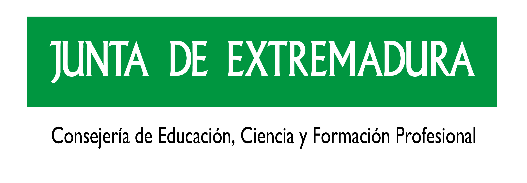 JUNTA DE EXTREMADURA
Consejería de Educación, Ciencia y Formación Profesional